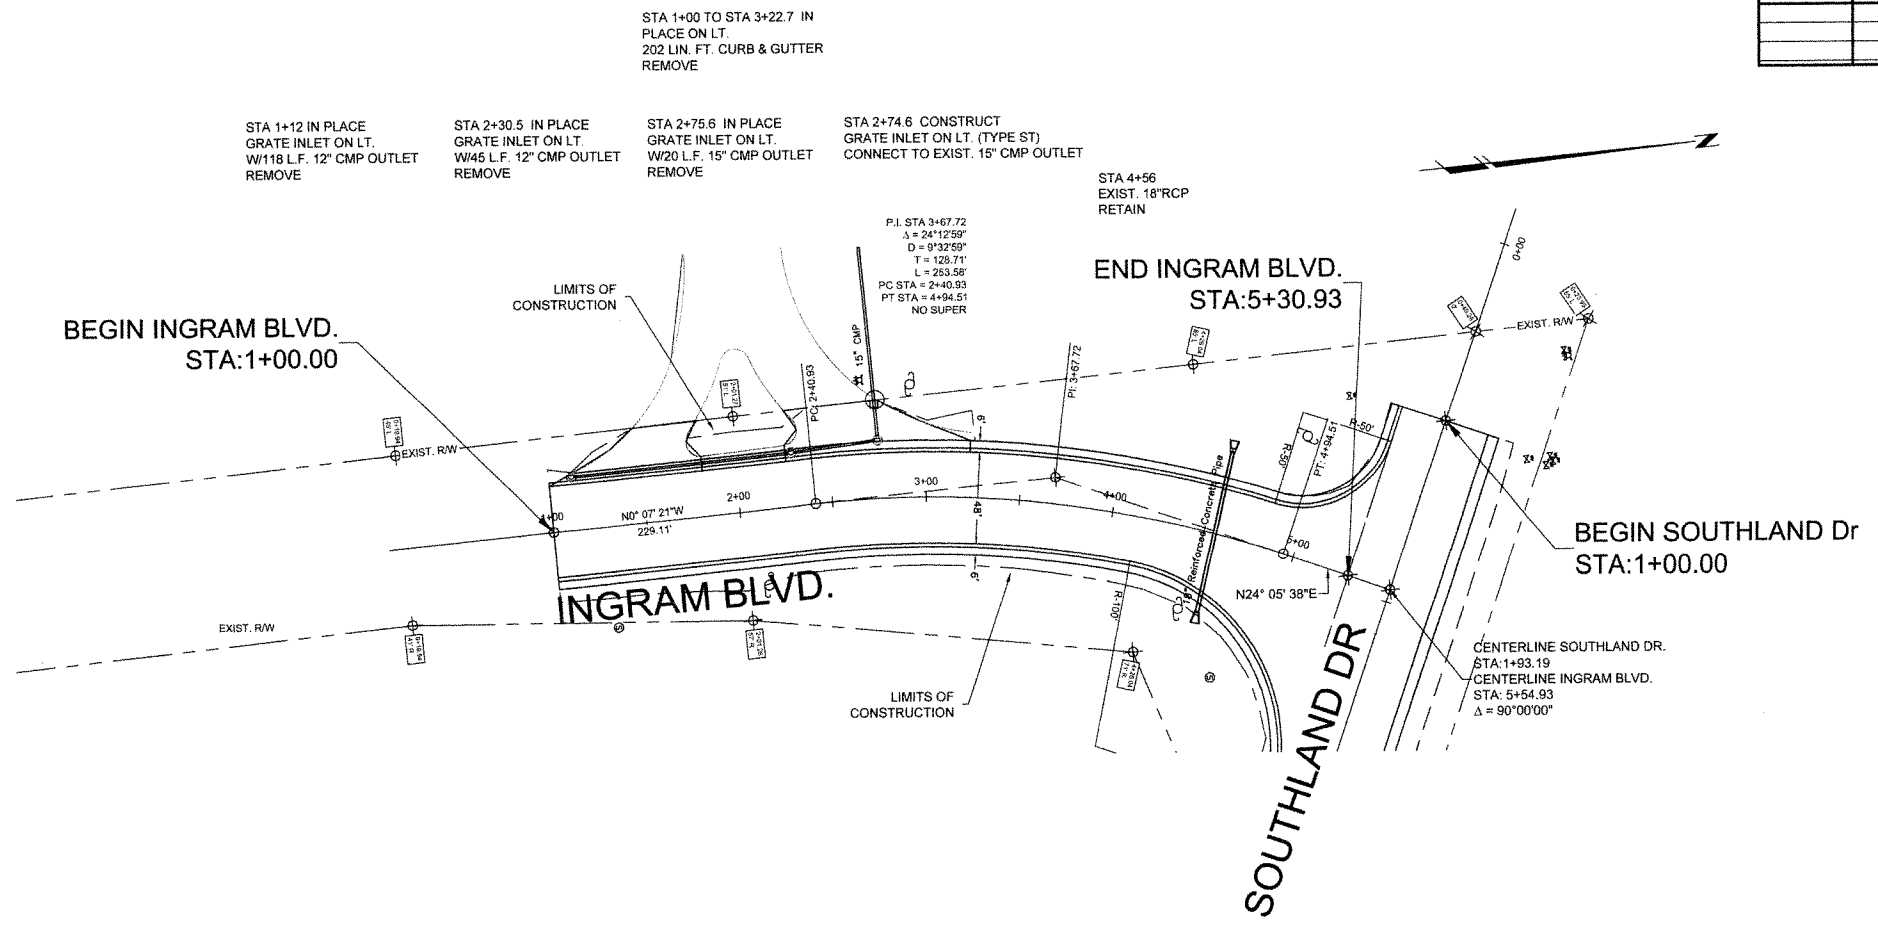 STA 1+00 TO STA 3+22.7 IN
PLACE ON LT.
202 LIN. FT. CURB & GUTTER
REMOVE
STA 1+12 IN PLACE
GRATE INLET ON LT.
W/118 L.F. 12" CMP OUTLET
REMOVE
STA 2+30.5 IN PLACE
GRATE INLET ON LT.
W/45 L.F. 12" CMP OUTLET
REMOVE
STA 2+75.6 IN PLACE
GRATE INLET ON LT.
W/20 L.F. 15" CMP OUTLET
REMOVE
STA 2+74.6 CONSTRUCT
GRATE INLET ON LT. (TYPE ST)
CONNECT TO EXIST. 15" CMP OUTLET
STA 4+56
EXIST. 18"RCP
RETAIN
N
P.I. STA 3+67.72
Δ = 24°12'59"
D = 9°32'59"
T = 128.71'
L = 253.58'
PC STA = 2+40.93
PT STA = 4+94.51
NO SUPER
LIMITS OF
CONSTRUCTION
BEGIN INGRAM BLVD.
STA:1+00.00
END INGRAM BLVD.
STA:5+30.93
0+00
EXIST. R/W
15" CMP
PC: 2+40.93
PI: 3+67.72
PT: 4+94.51
R-50'
R-50'
EXIST. R/W
6'
48'
6'
1+00
2+00
3+00
4+00
5+00
N0° 07' 21"W
229.11'
18" Reinforced Concrete Pipe
R-100'
N24° 05' 38"E
BEGIN SOUTHLAND Dr
STA:1+00.00
INGRAM BLVD.
EXIST. R/W
LIMITS OF
CONSTRUCTION
SOUTHLAND DR
CENTERLINE SOUTHLAND DR.
STA:1+93.19
CENTERLINE INGRAM BLVD.
STA: 5+54.93
Δ = 90°00'00"